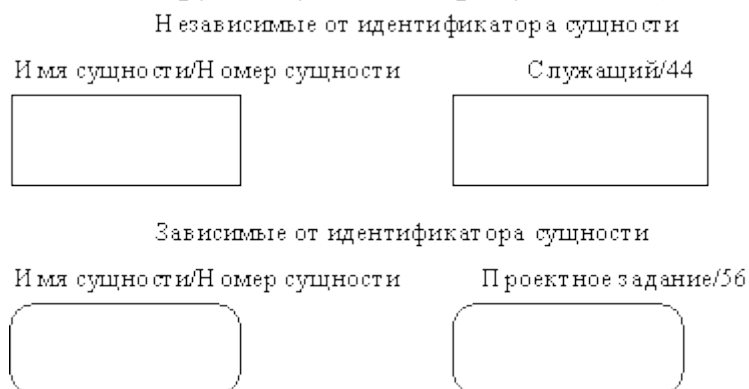 Независимые от идентификатора сущности
Имя сущности/Номер сущности Служащий/44
Зависимые от идентификатора сущности
Имя сущности/Номер сущности Проектное задание/56